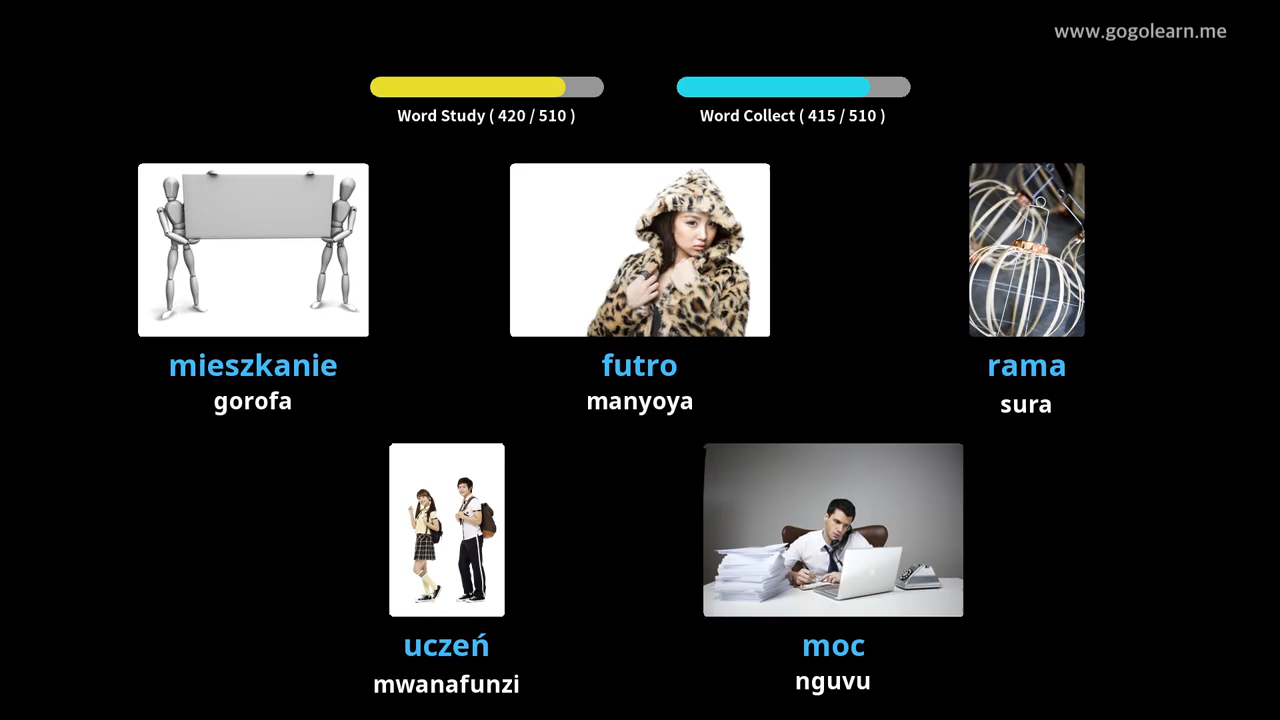 www.gogolearn.me
Word Study ( 420 / 510 )
Word Collect ( 415 / 510 )
mieszkanie
gorofa
futro
manyoya
rama
sura
uczeń
mwanafunzi
moc
nguvu